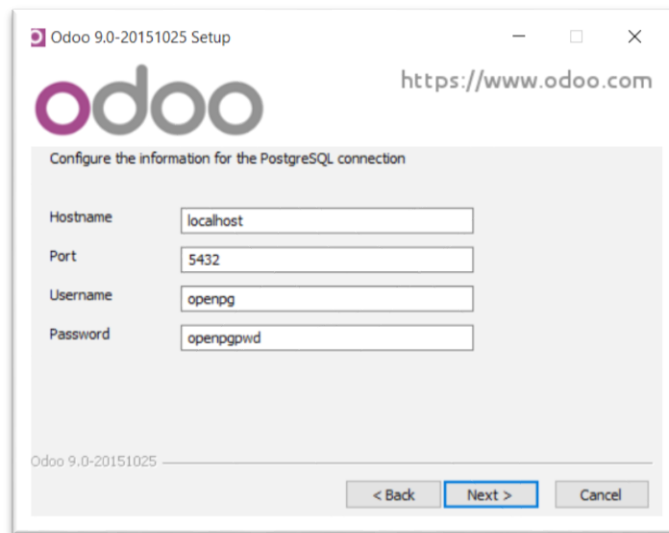 Odoo 9.0-20151025 Setup
odoo
https://www.odoo.com
Configure the information for the PostgreSQL connection
Hostname localhost
Port 5432
Username openpg
Password openpgpwd
Odoo 9.0-20151025
< Back Next > Cancel